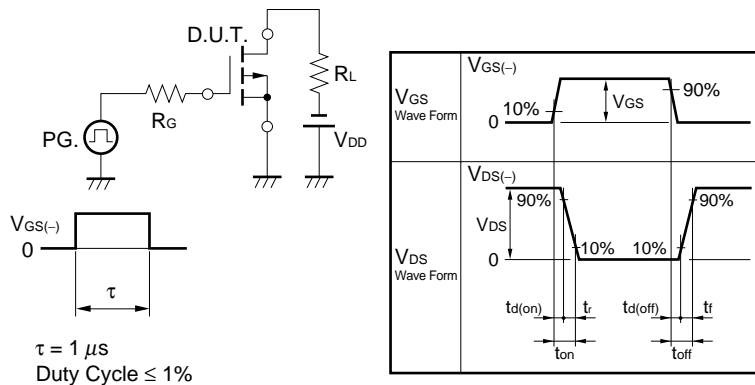 D.U.T.
RL
RG
PG.
VDD
VGS(−)
0
τ
τ = 1 μs
Duty Cycle ≤ 1%
VGS
Wave Form
VGS(−)
10%
VGS
90%
0
VDS
Wave Form
VDS(−)
90%
90%
VDS
10%
10%
0
td(on)
tr
td(off)
tf
ton
toff